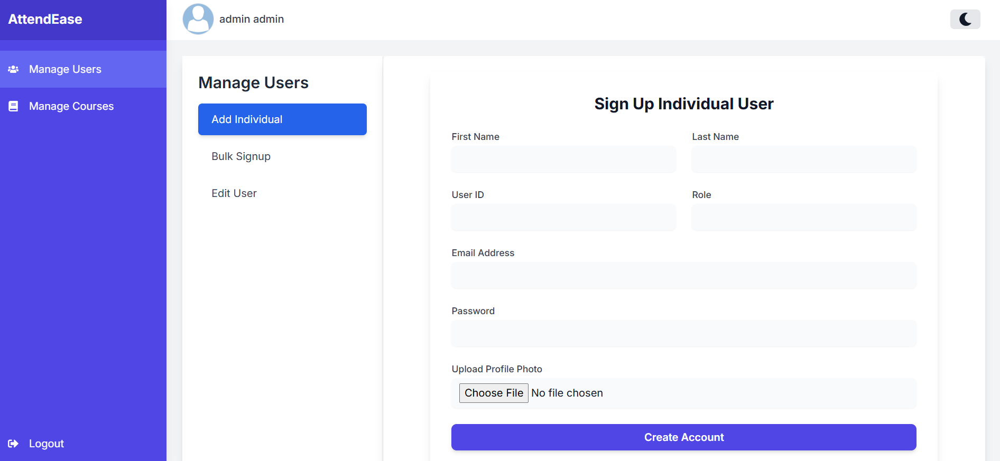 AttendEase
Manage Users
Manage Courses
Logout
admin admin
Manage Users
Add Individual
Bulk Signup
Edit User
Sign Up Individual User
First Name
Last Name
User ID
Role
Email Address
Password
Upload Profile Photo
Choose File No file chosen
Create Account